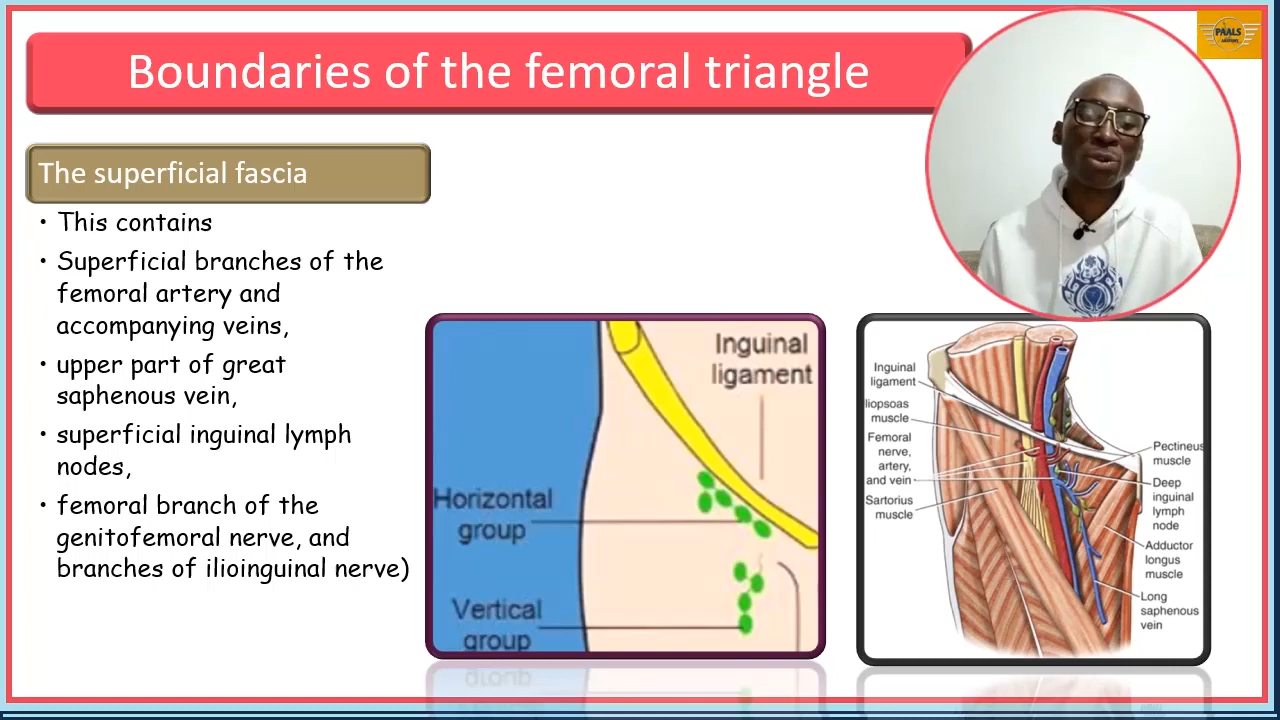 Boundaries of the femoral triangle
PAALS
The superficial fascia
• This contains
• Superficial branches of the
femoral artery and
accompanying veins,
• upper part of great
saphenous vein,
• superficial inguinal lymph
nodes,
• femoral branch of the
genitofemoral nerve, and
branches of ilioinguinal nerve)
Inguinal
ligament
Horizontal
group
Vertical
group
Inguinal
ligament
Iliopsoas
muscle
Femoral
nerve,
artery,
and vein
Sartorius
muscle
Pectineus
muscle
Deep
inguinal
lymph
node
Adductor
longus
muscle
Long
saphenous
vein